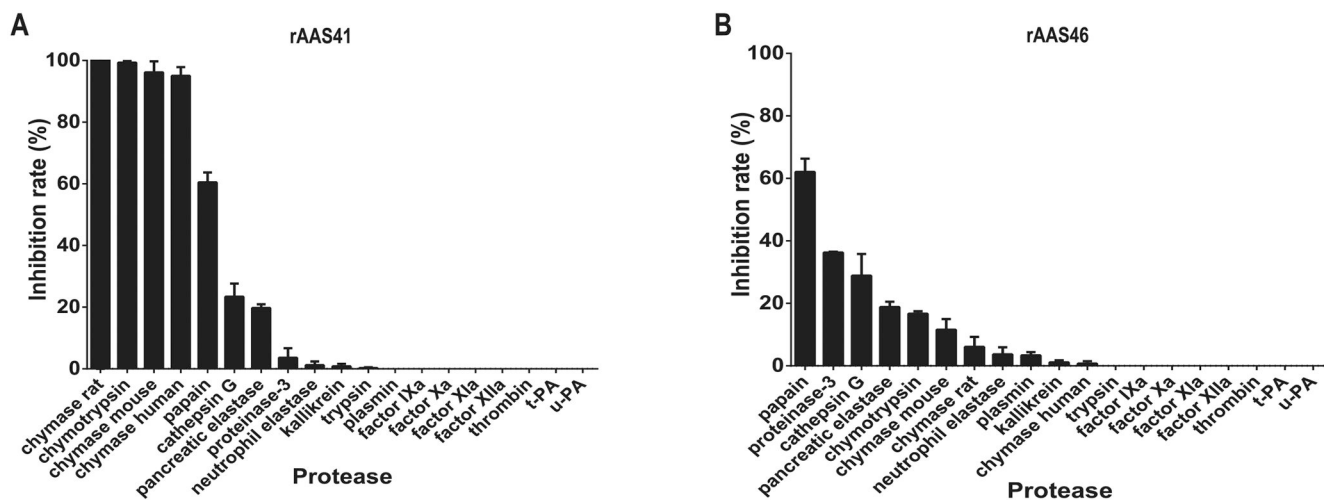 A
rAAS41
Inhibition rate (%)
100
80
60
40
20
0
chymase rat
chymotrypsin
chymase mouse
chymase human
papain
cathepsin G
pancreatic elastase
proteinase-3
neutrophil elastase
kallikrein
trypsin
plasmin
factor IXa
factor Xa
factor XIa
factor XIIa
thrombin
t-PA
u-PA
Protease
B
rAAS46
Inhibition rate (%)
100
80
60
40
20
0
papain
proteinase-3
cathepsin G
pancreatic elastase
chymotrypsin
chymase mouse
chymase rat
neutrophil elastase
plasmin
kallikrein
chymase human
trypsin
factor IXa
factor Xa
factor XIa
factor XIIa
thrombin
t-PA
u-PA
Protease